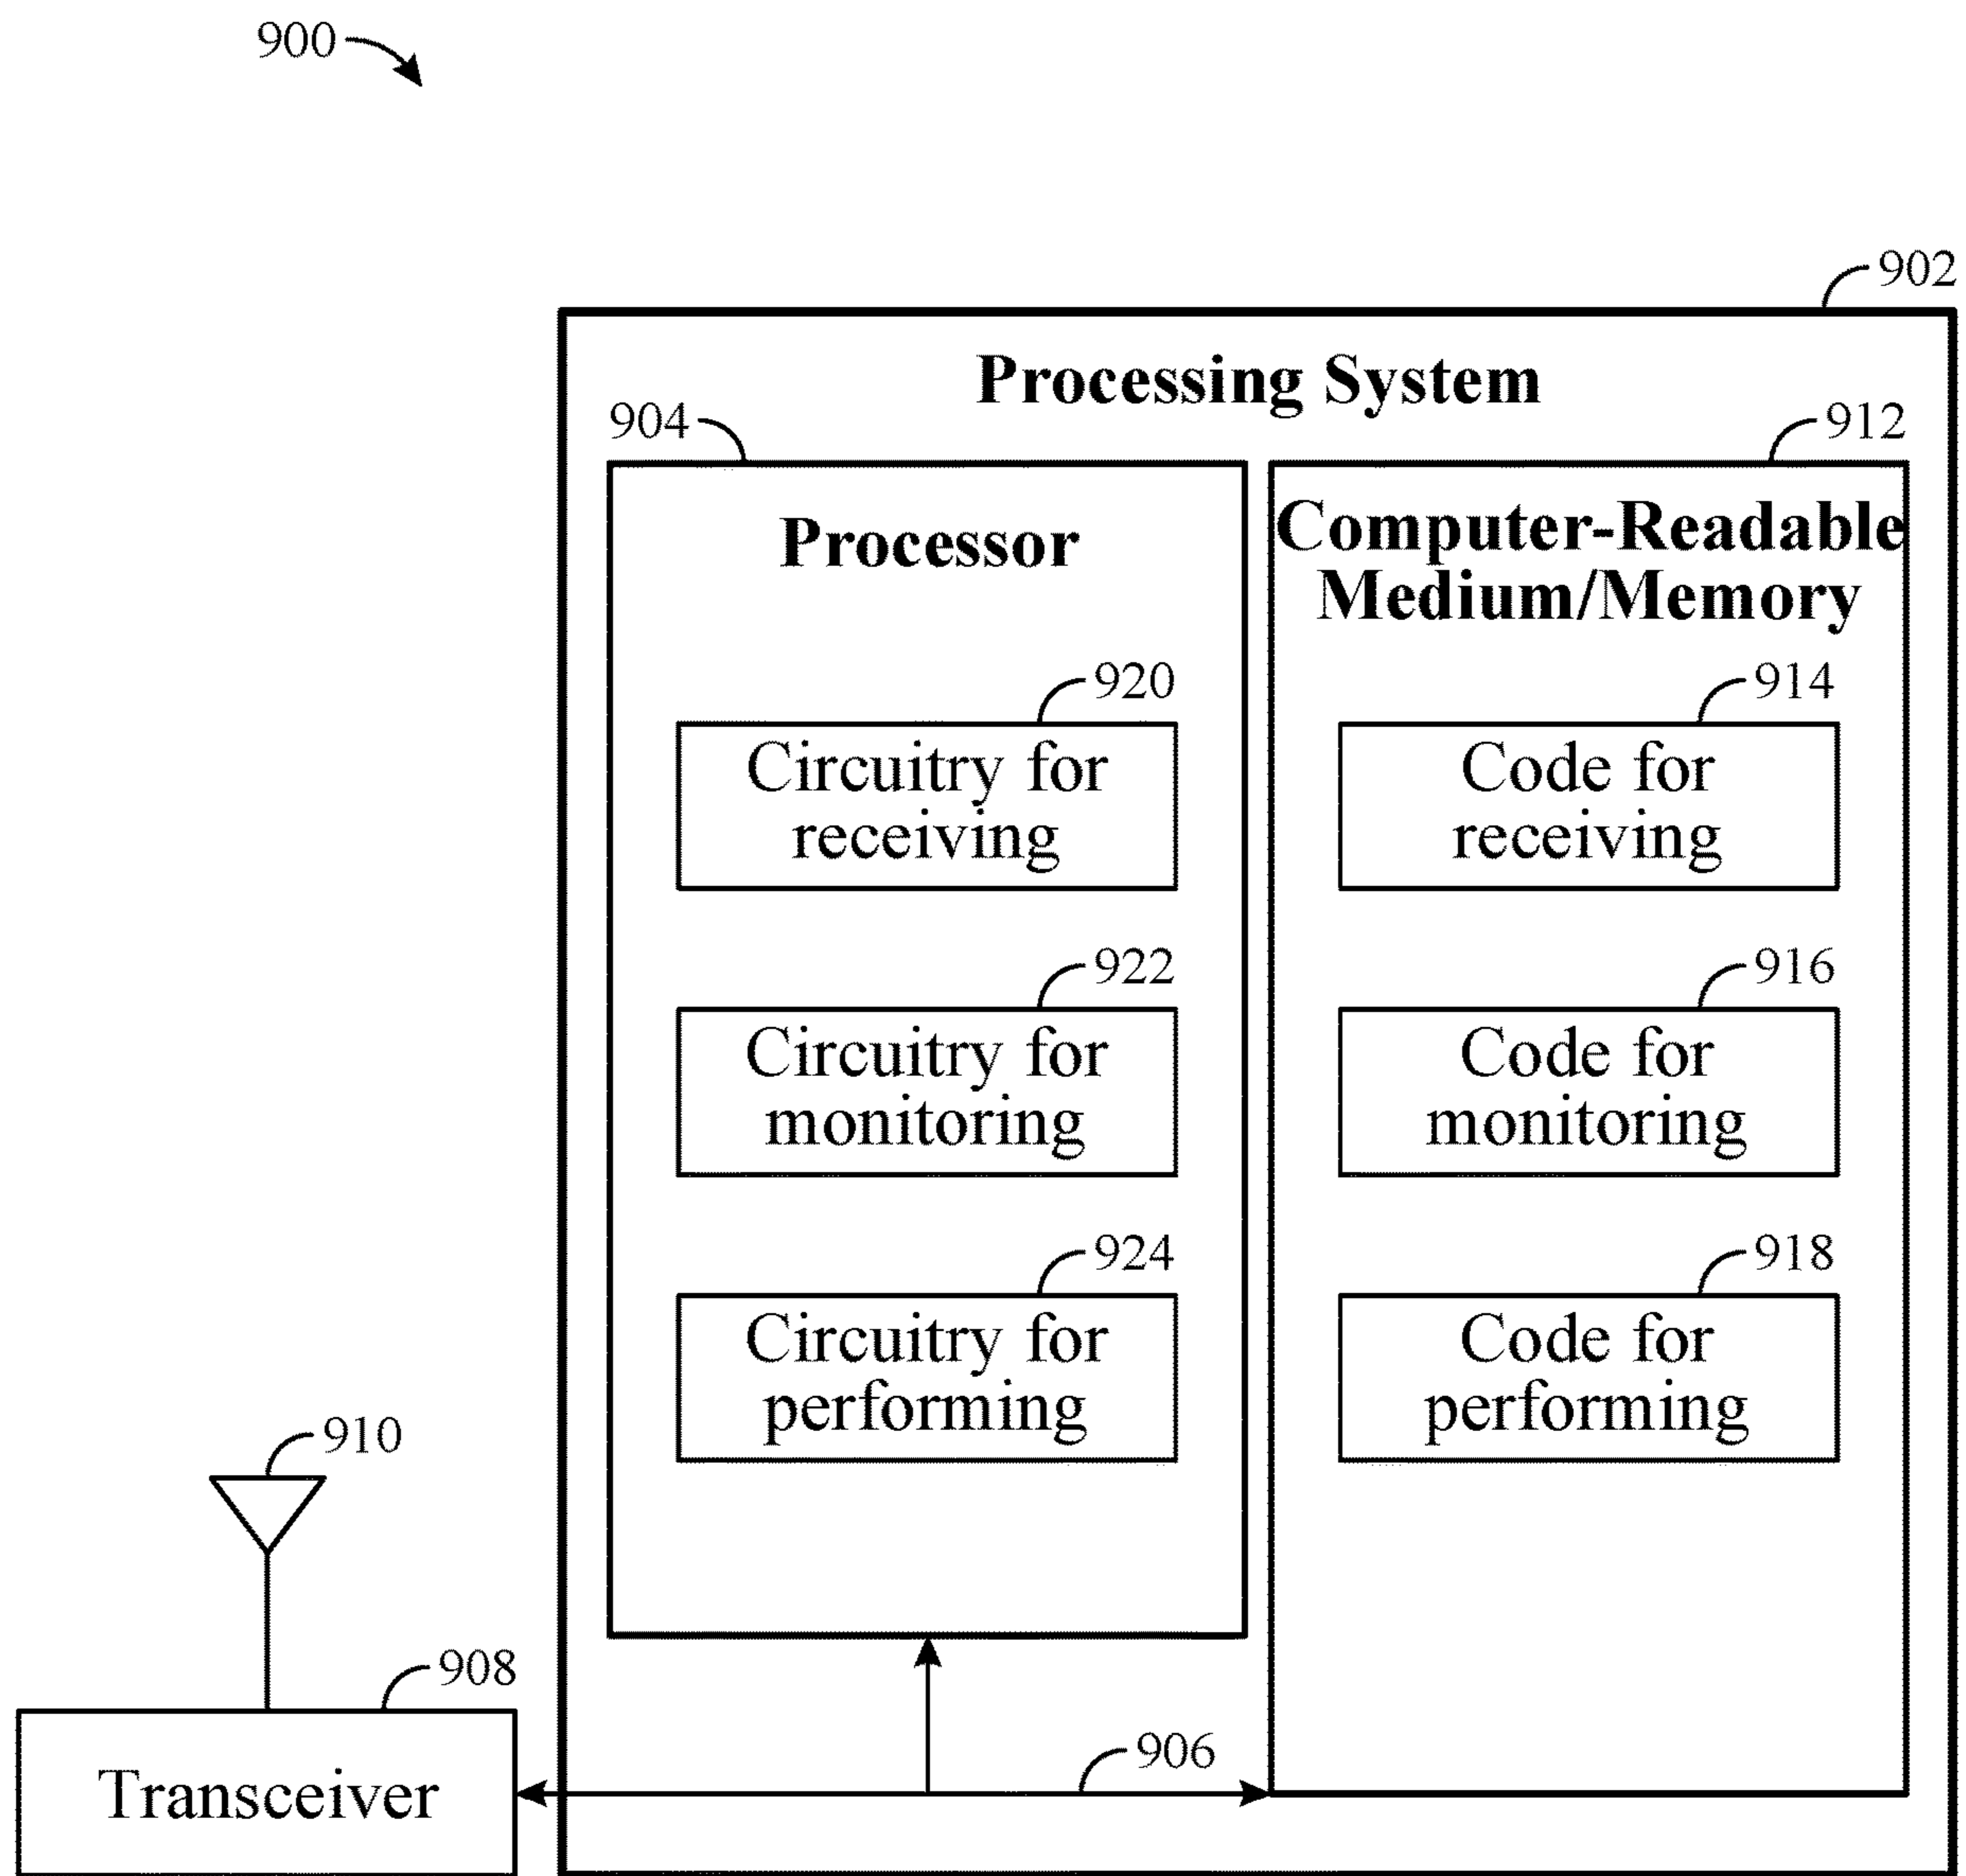 900
902
Processing System
904
912
Processor
Computer-Readable
Medium/Memory
920
Circuitry for
receiving
914
Code for
receiving
922
Circuitry for
monitoring
916
Code for
monitoring
924
Circuitry for
performing
918
Code for
performing
910
908
Transceiver
906